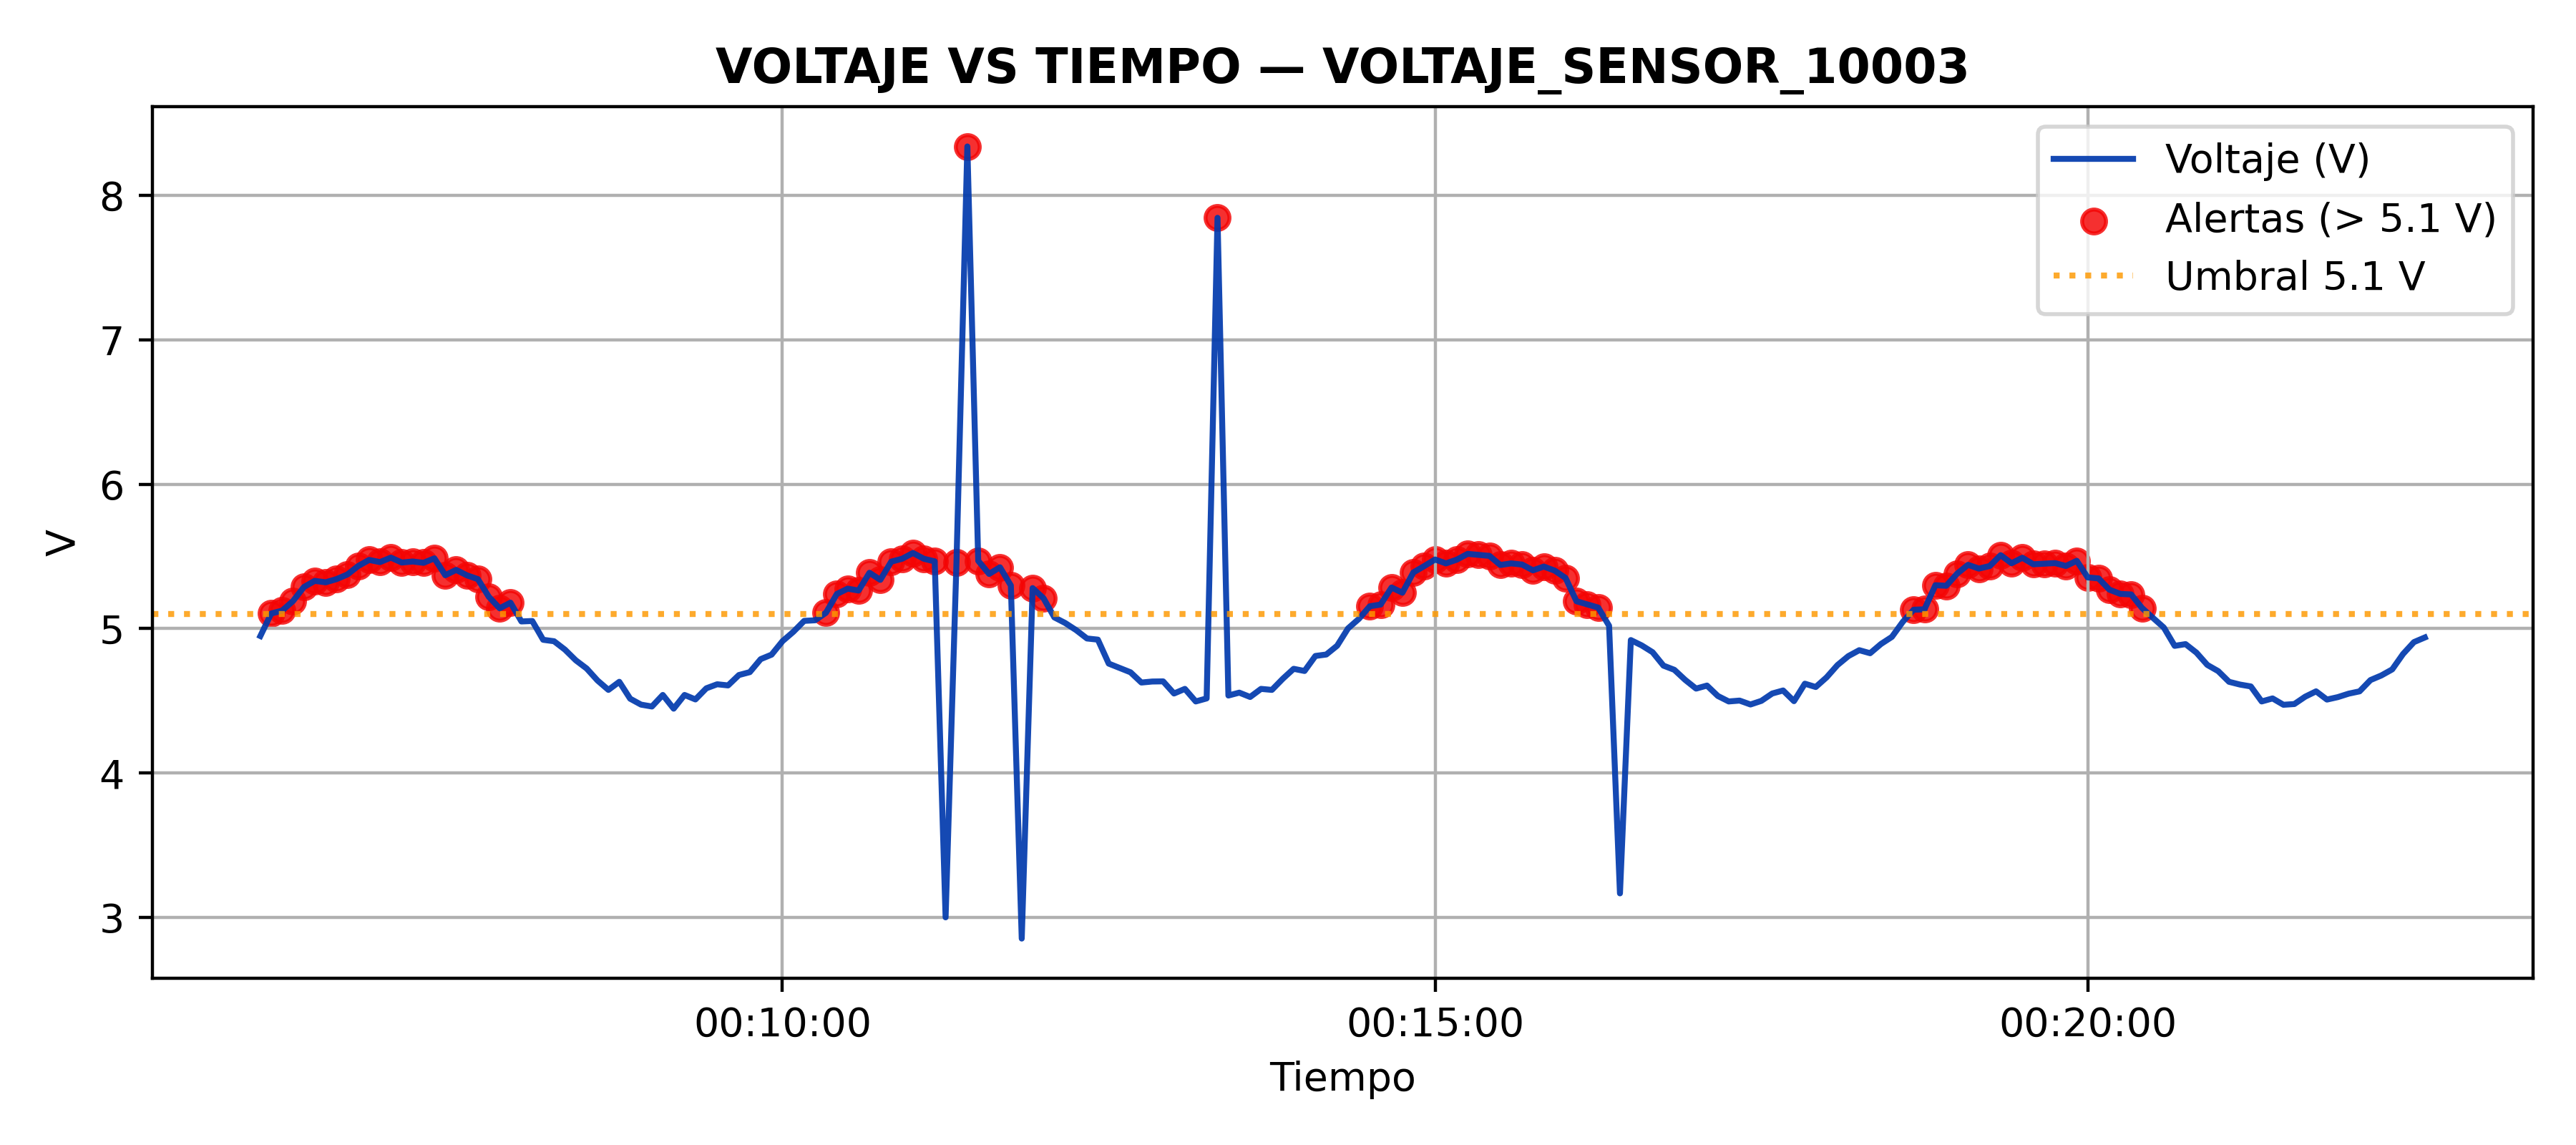 VOLTAJE VS TIEMPO — VOLTAJE_SENSOR_10003
Voltaje (V)
Alertas (> 5.1 V)
Umbral 5.1 V
8
7
6
5
4
3
V
00:10:00
00:15:00
00:20:00
Tiempo